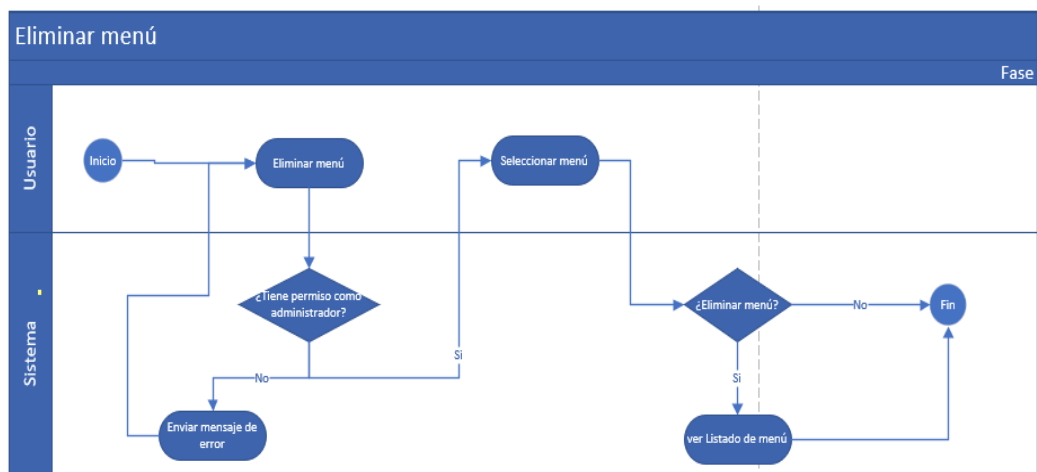 Eliminar menú
Fase
Usuario
Inicio
Eliminar menú
Seleccionar menú
Sistema
¿Tiene permiso como
administrador?
¿Eliminar menú?
No
Fin
Si
No
Si
Enviar mensaje de
error
ver Listado de menú